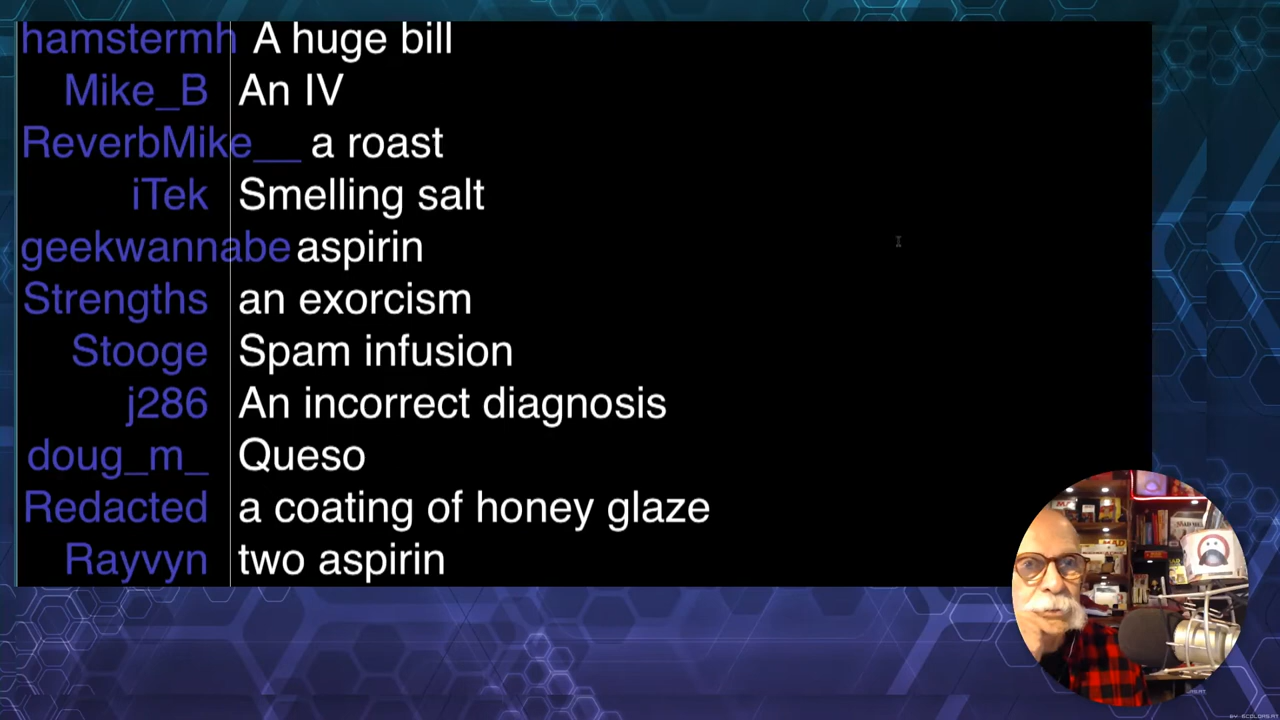 hamstermh A huge bill
Mike_B An IV
ReverbMike__ a roast
iTek Smelling salt
geekwannabe aspirin
Strengths an exorcism
Stooge Spam infusion
j286 An incorrect diagnosis
doug_m_ Queso
Redacted a coating of honey glaze
Rayvyn two aspirin
MAD